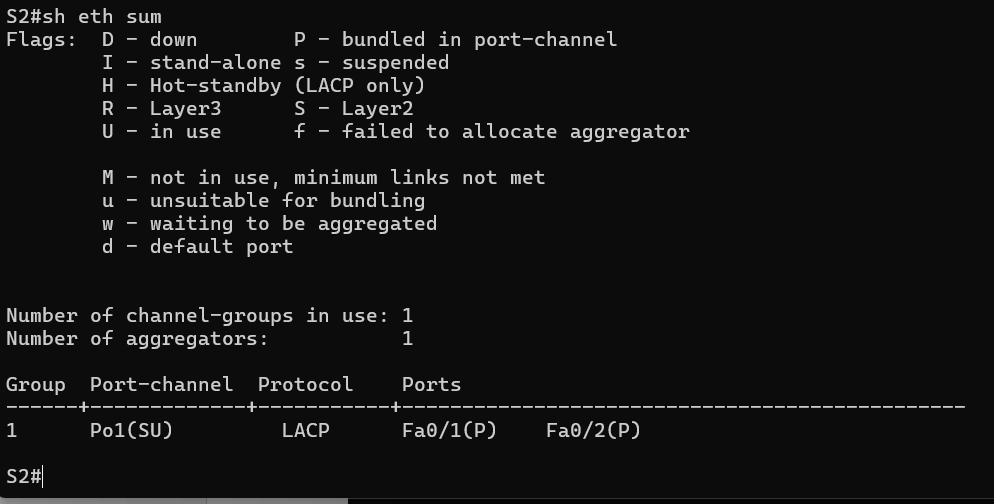 S2#sh eth sum
Flags:  D - down        P - bundled in port-channel
        I - stand-alone s - suspended
        H - Hot-standby (LACP only)
        R - Layer3      S - Layer2
        U - in use      f - failed to allocate aggregator
        M - not in use, minimum links not met
        u - unsuitable for bundling
        w - waiting to be aggregated
        d - default port
Number of channel-groups in use: 1
Number of aggregators:           1
Group  Port-channel  Protocol    Ports
------+-------------+-----------+-----------------------------------------------
1      Po1(SU)         LACP      Fa0/1(P)    Fa0/2(P)
S2#